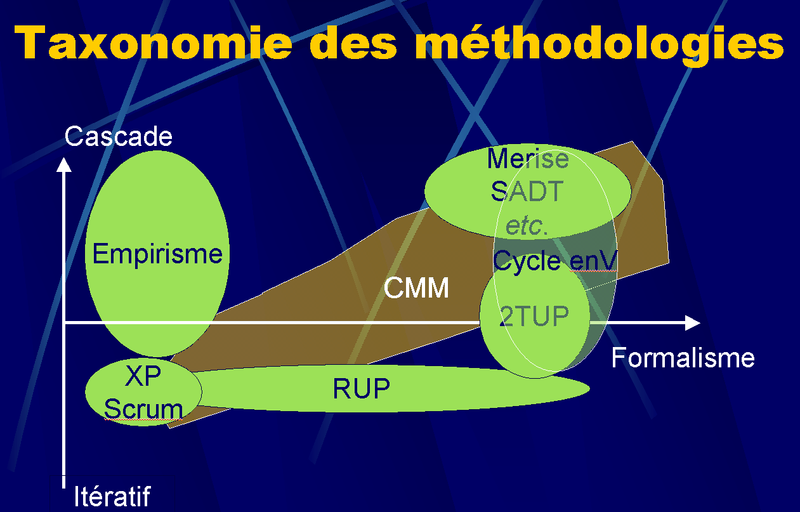 Taxonomie des méthodologies
Cascade
Merise
SADT
etc.
Empirisme
Cycle enV
CMM
2TUP
Formalisme
XP
Scrum
RUP
Itératif